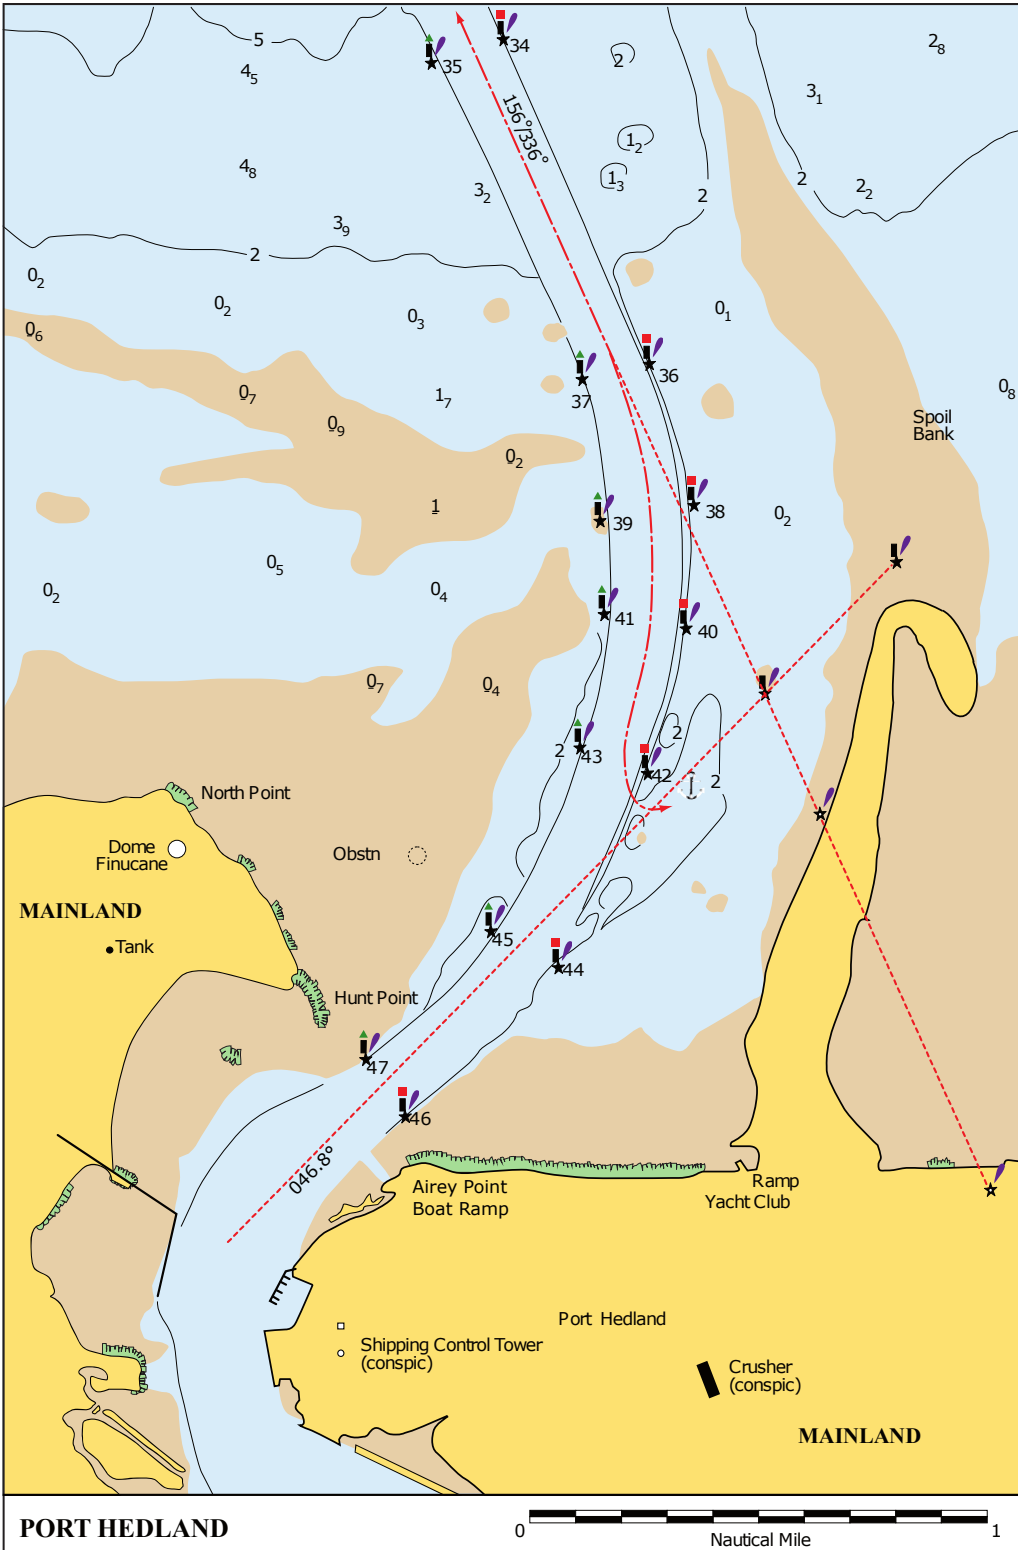 34
5
2₈
35
2
4₅
3₁
156°/336°
1₂
4₈
1₃
2
2₂
3₂
2
3₉
2
0₂
0₂
0₁
0₃
0₆
36
0₈
0₇
1₇
37
Spoil
Bank
0₉
0₂
38
1
0₂
39
0₅
0₂
0₄
41
40
0₇
0₄
2
2
43
42
2
North Point
Dome
Finucane
Obstn
MAINLAND
Tank
45
44
Hunt Point
47
46
046.8°
Airey Point
Boat Ramp
Ramp
Yacht Club
Port Hedland
Shipping Control Tower
(conspic)
Crusher
(conspic)
MAINLAND
PORT HEDLAND
0
1
Nautical Mile